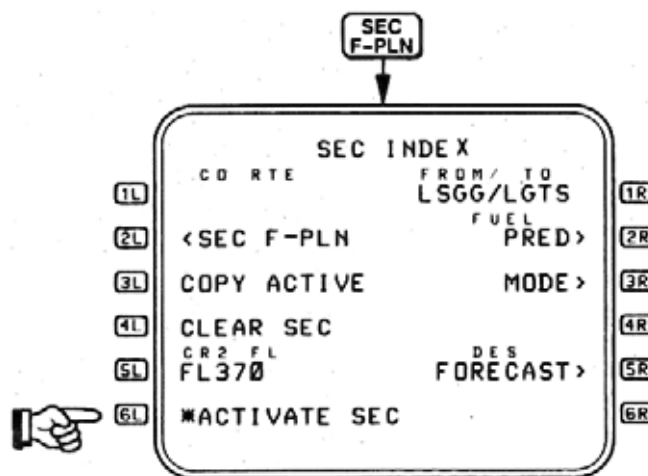 SEC
F-PLN
SEC INDEX
CO RTE FROM/ TO
1L LSGG/LGTS 1R
FUEL
2L <SEC F-PLN PRED> 2R
3L COPY ACTIVE MODE> 3R
4L CLEAR SEC 4R
CR2 FL DES
5L FL370 FORECAST> 5R
6L *ACTIVATE SEC 6R